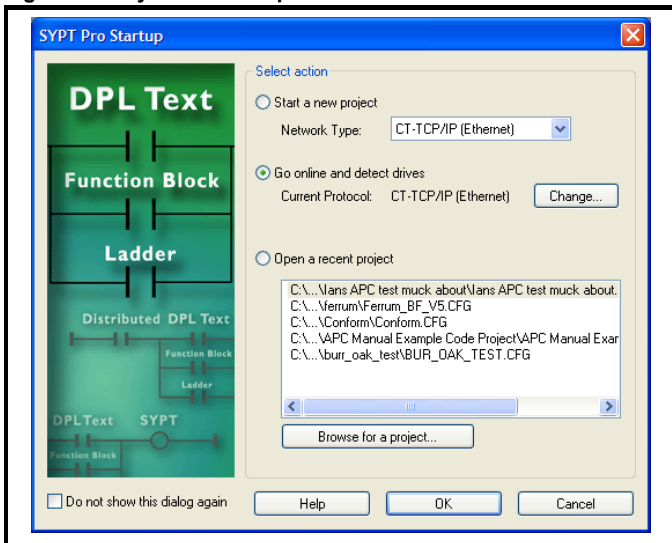 SYPT Pro Startup
DPL Text
Function Block
Ladder
Distributed DPL Text
Function Block
Ladder
DPLText SYPT
Function Block
Select action
Start a new project
Network Type: CT-TCP/IP (Ethernet)
Go online and detect drives
Current Protocol: CT-TCP/IP (Ethernet) Change...
Open a recent project
C:\...\Ians APC test muck about\Ians APC test muck about.
C:\...\ferrum\Ferrum_BF_V5.CFG
C:\...\Conform\Conform.CFG
C:\...\APC Manual Example Code Project\APC Manual Exar
C:\...\burr_oak_test\BUR_OAK_TEST.CFG
Browse for a project...
Do not show this dialog again
Help OK Cancel